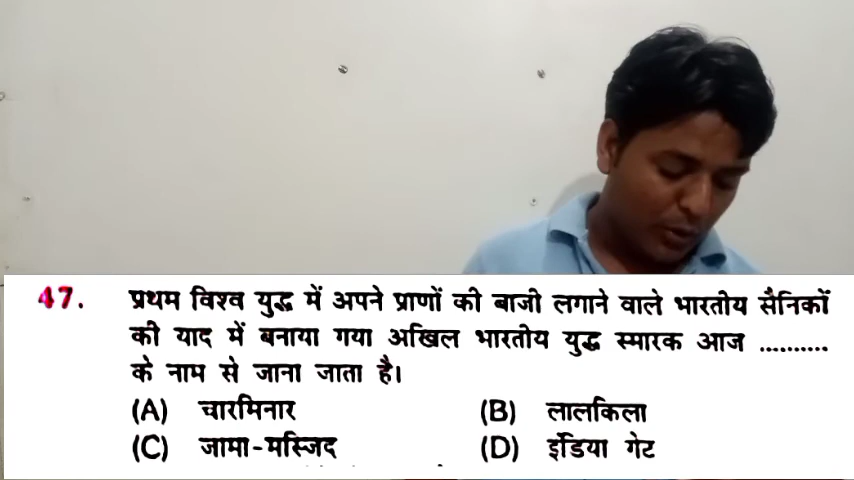 47. प्रथम विश्व युद्ध में अपने प्राणों की बाजी लगाने वाले भारतीय सैनिकों
की याद में बनाया गया अखिल भारतीय युद्ध स्मारक आज ..........
के नाम से जाना जाता है।
(A) चारमिनार (B) लालकिला
(C) जामा-मस्जिद (D) इंडिया गेट